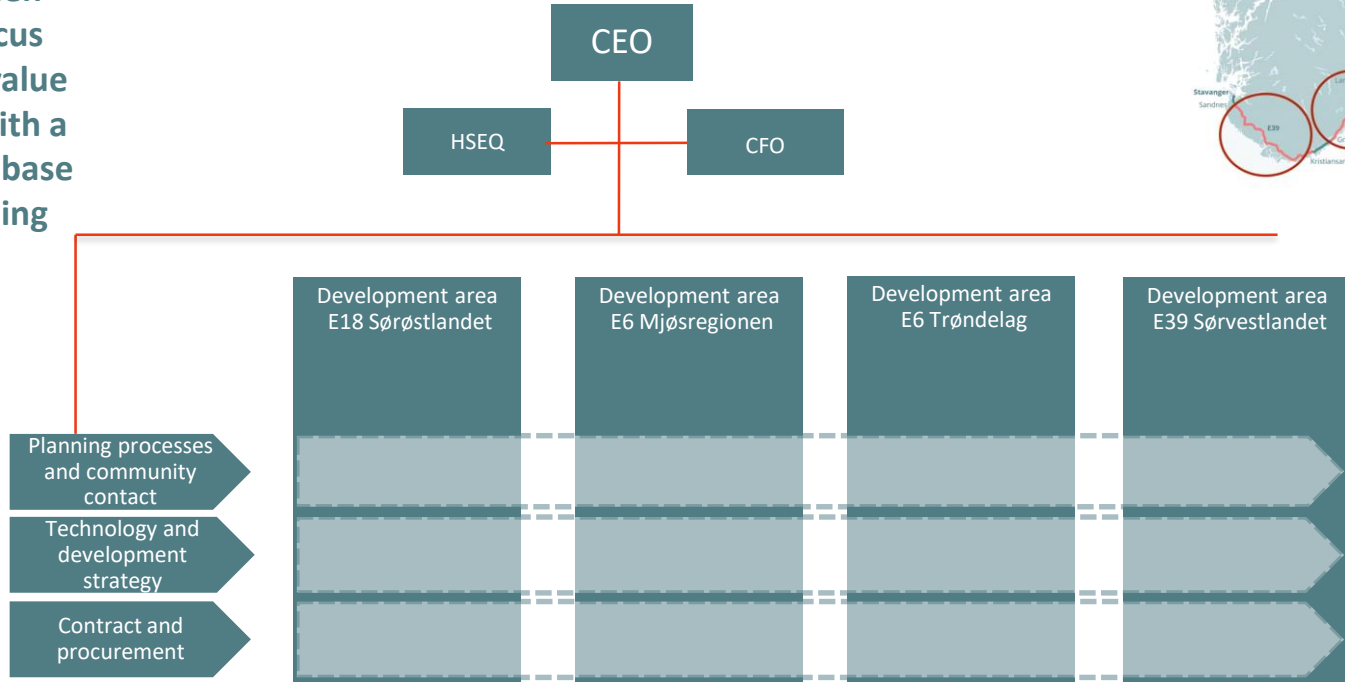 cus
value
ith a
base
ing
CEO
HSEQ
CFO
Stavanger
Sandnes
E39
Development area
E18 Sørøstlandet
Development area
E6 Mjøsregionen
Development area
E6 Trøndelag
Development area
E39 Sørvestlandet
Planning processes
and community
contact
Technology and
development
strategy
Contract and
procurement